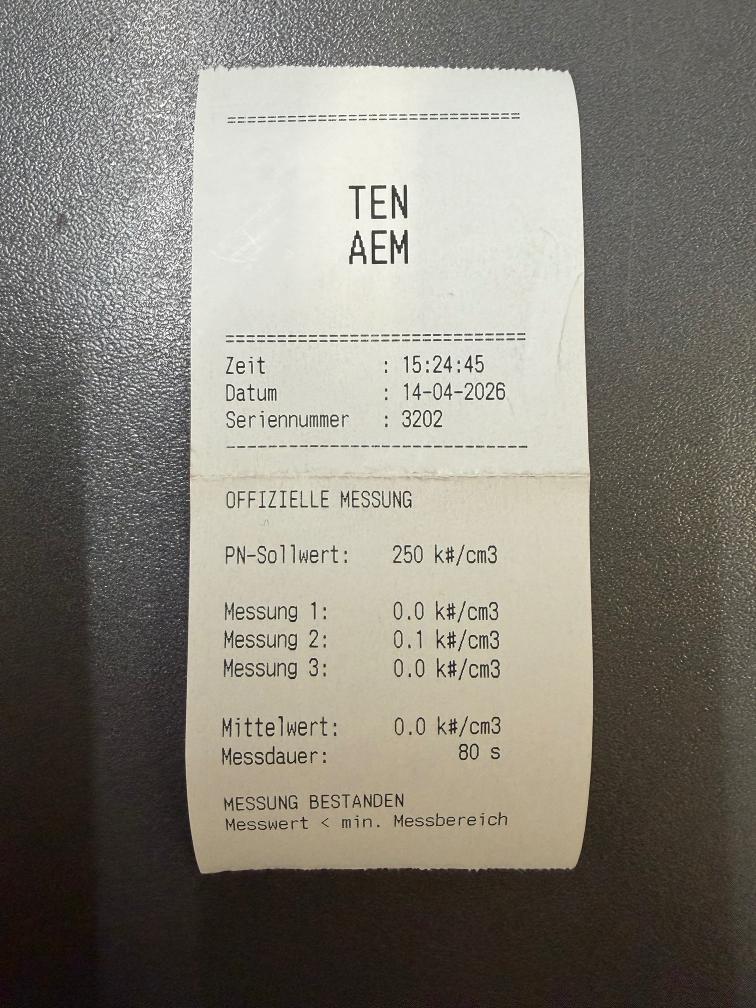 ============================
TEN
AEM
============================
Zeit : 15:24:45
Datum : 14-04-2026
Seriennummer : 3202
----------------------------
OFFIZIELLE MESSUNG
PN-Sollwert: 250 k#/cm3
Messung 1: 0.0 k#/cm3
Messung 2: 0.1 k#/cm3
Messung 3: 0.0 k#/cm3
Mittelwert: 0.0 k#/cm3
Messdauer: 80 s
MESSUNG BESTANDEN
Messwert < min. Messbereich